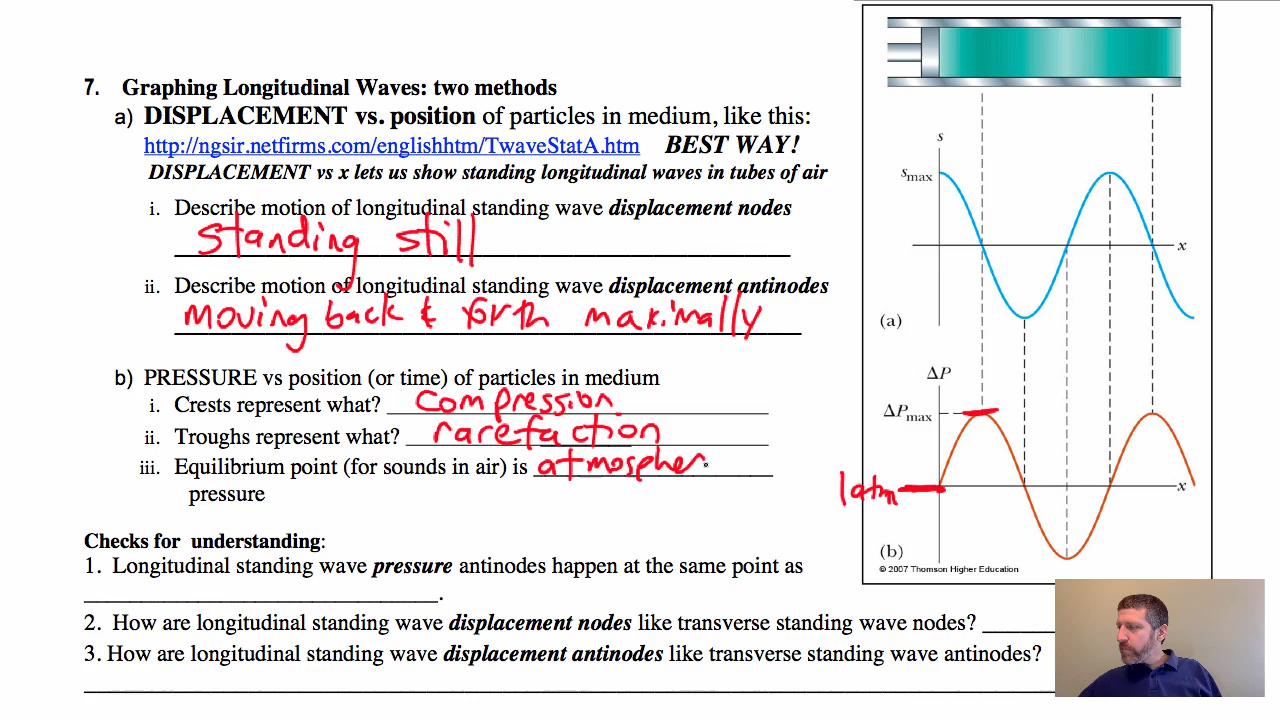 7. Graphing Longitudinal Waves: two methods
a) DISPLACEMENT vs. position of particles in medium, like this:
http://ngsir.netfirms.com/englishhtm/TwaveStatA.htm BEST WAY!
DISPLACEMENT vs x lets us show standing longitudinal waves in tubes of air
i. Describe motion of longitudinal standing wave displacement nodes
standing still
ii. Describe motion of longitudinal standing wave displacement antinodes
moving back & forth maximally
b) PRESSURE vs position (or time) of particles in medium
i. Crests represent what? compression
ii. Troughs represent what? rarefaction
iii. Equilibrium point (for sounds in air) is atmospher
pressure
Checks for understanding:
1. Longitudinal standing wave pressure antinodes happen at the same point as
.
2. How are longitudinal standing wave displacement nodes like transverse standing wave nodes?
3. How are longitudinal standing wave displacement antinodes like transverse standing wave antinodes?
s
smax
x
(a)
ΔP
ΔPmax
1atm
x
(b)
© 2007 Thomson Higher Education